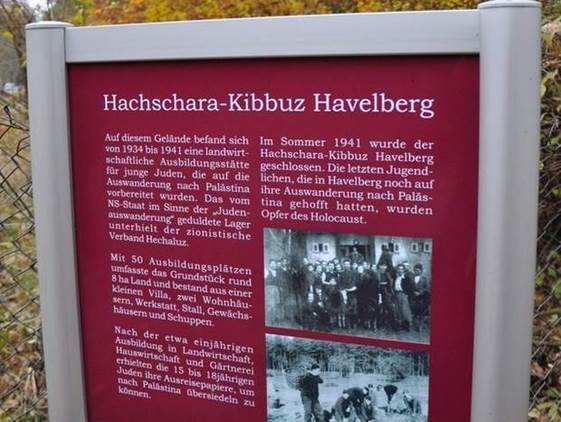 Hachschara-Kibbuz Havelberg
Auf diesem Gelände befand sich
von 1934 bis 1941 eine landwirt-
schaftliche Ausbildungsstätte
für junge Juden, die auf die
Auswanderung nach Palästina
vorbereitet wurden. Das vom
NS-Staat im Sinne der „Juden-
auswanderung“ geduldete Lager
unterhielt der zionistische
Verband Hechaluz.
Mit 50 Ausbildungsplätzen
umfasste das Grundstück rund
8 ha Land und bestand aus einer
kleinen Villa, zwei Wohnhäu-
sern, Werkstatt, Stall, Gewächs-
häusern und Schuppen.
Nach der etwa einjährigen
Ausbildung in Landwirtschaft,
Hauswirtschaft und Gärtnerei
erhielten die 15 bis 18jährigen
Juden ihre Ausreisepapiere, um
nach Palästina übersiedeln zu
können.
Im Sommer 1941 wurde der
Hachschara-Kibbuz Havelberg
geschlossen. Die letzten Jugend-
lichen, die in Havelberg noch auf
ihre Auswanderung nach Paläs-
tina gehofft hatten, wurden
Opfer des Holocaust.